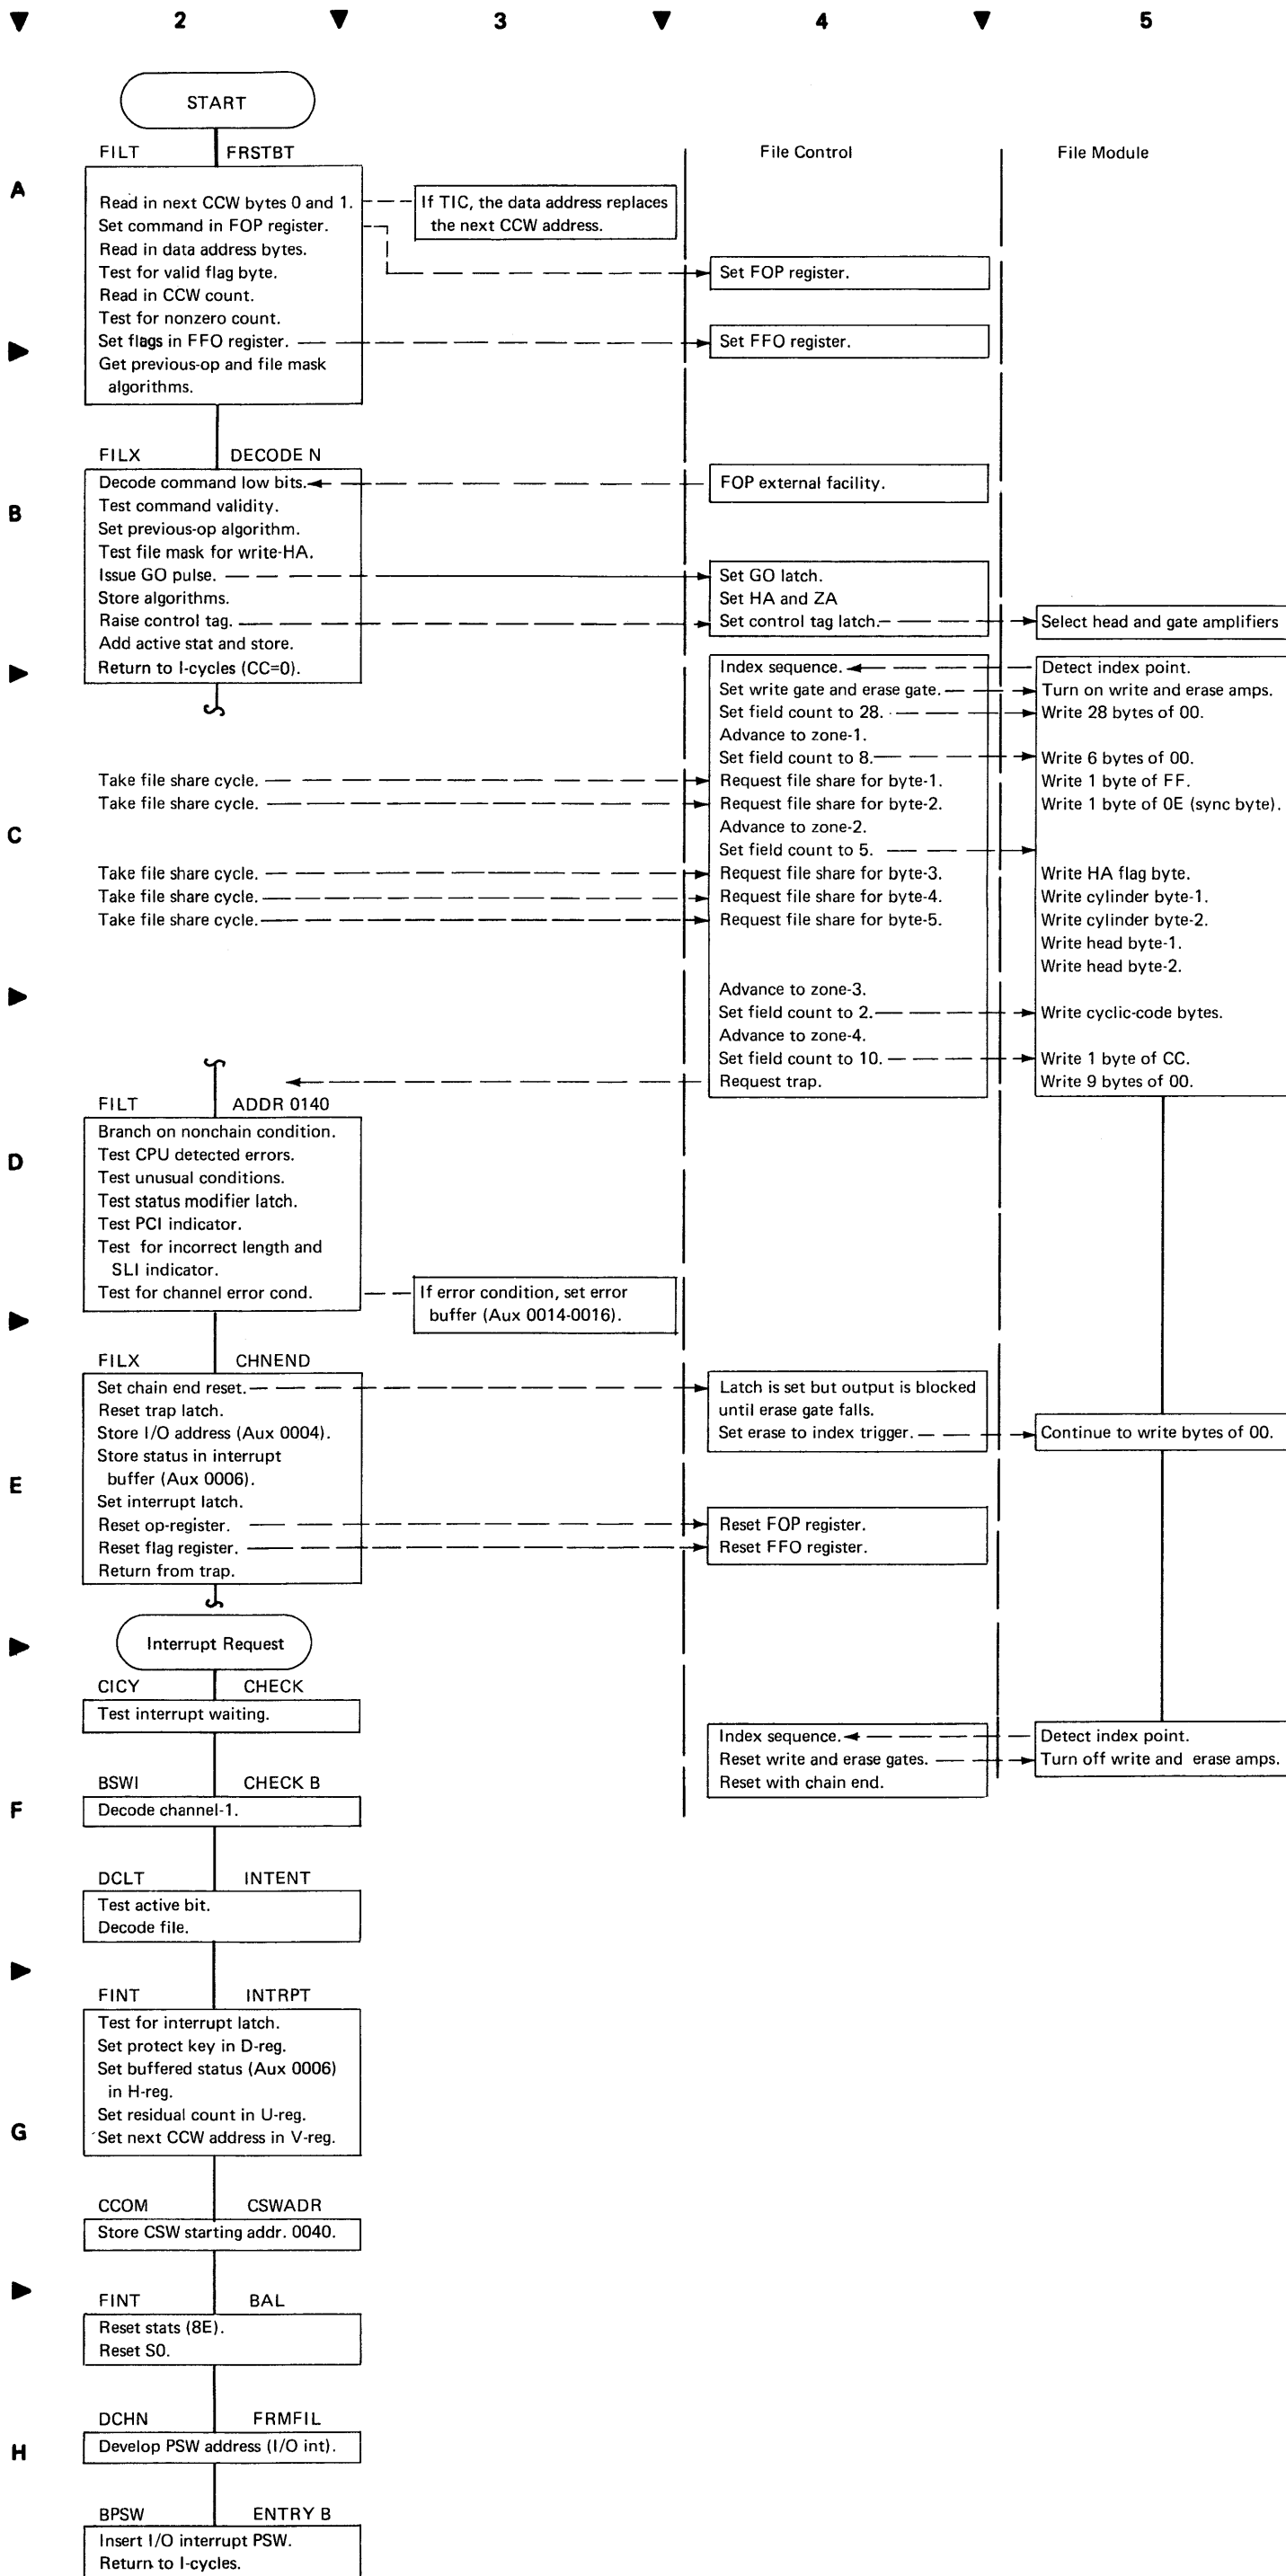 2 3 4 5
START
FILT FRSTBT
File Control
File Module
A
Read in next CCW bytes 0 and 1.
Set command in FOP register.
Read in data address bytes.
Test for valid flag byte.
Read in CCW count.
Test for nonzero count.
Set flags in FFO register.
Get previous-op and file mask
algorithms.
If TIC, the data address replaces
the next CCW address.
Set FOP register.
Set FFO register.
FILX DECODE N
B
Decode command low bits.
Test command validity.
Set previous-op algorithm.
Test file mask for write-HA.
Issue GO pulse.
Store algorithms.
Raise control tag.
Add active stat and store.
Return to I-cycles (CC=0).
FOP external facility.
Set GO latch.
Set HA and ZA
Set control tag latch.
Select head and gate amplifiers
C
Take file share cycle.
Take file share cycle.
Take file share cycle.
Take file share cycle.
Take file share cycle.
Index sequence.
Set write gate and erase gate.
Set field count to 28.
Advance to zone-1.
Set field count to 8.
Request file share for byte-1.
Request file share for byte-2.
Advance to zone-2.
Set field count to 5.
Request file share for byte-3.
Request file share for byte-4.
Request file share for byte-5.
Advance to zone-3.
Set field count to 2.
Advance to zone-4.
Set field count to 10.
Request trap.
Detect index point.
Turn on write and erase amps.
Write 28 bytes of 00.
Write 6 bytes of 00.
Write 1 byte of FF.
Write 1 byte of 0E (sync byte).
Write HA flag byte.
Write cylinder byte-1.
Write cylinder byte-2.
Write head byte-1.
Write head byte-2.
Write cyclic-code bytes.
Write 1 byte of CC.
Write 9 bytes of 00.
FILT ADDR 0140
D
Branch on nonchain condition.
Test CPU detected errors.
Test unusual conditions.
Test status modifier latch.
Test PCI indicator.
Test for incorrect length and
SLI indicator.
Test for channel error cond.
If error condition, set error
buffer (Aux 0014-0016).
FILX CHNEND
E
Set chain end reset.
Reset trap latch.
Store I/O address (Aux 0004).
Store status in interrupt
buffer (Aux 0006).
Set interrupt latch.
Reset op-register.
Reset flag register.
Return from trap.
Latch is set but output is blocked
until erase gate falls.
Set erase to index trigger.
Continue to write bytes of 00.
Reset FOP register.
Reset FFO register.
Interrupt Request
CICY CHECK
Test interrupt waiting.
Index sequence.
Reset write and erase gates.
Reset with chain end.
Detect index point.
Turn off write and erase amps.
BSWI CHECK B
F
Decode channel-1.
DCLT INTENT
Test active bit.
Decode file.
FINT INTRPT
Test for interrupt latch.
Set protect key in D-reg.
Set buffered status (Aux 0006)
in H-reg.
Set residual count in U-reg.
G
Set next CCW address in V-reg.
CCOM CSWADR
Store CSW starting addr. 0040.
FINT BAL
Reset stats (8E).
Reset S0.
DCHN FRMFIL
H
Develop PSW address (I/O int).
BPSW ENTRY B
Insert I/O interrupt PSW.
Return to I-cycles.